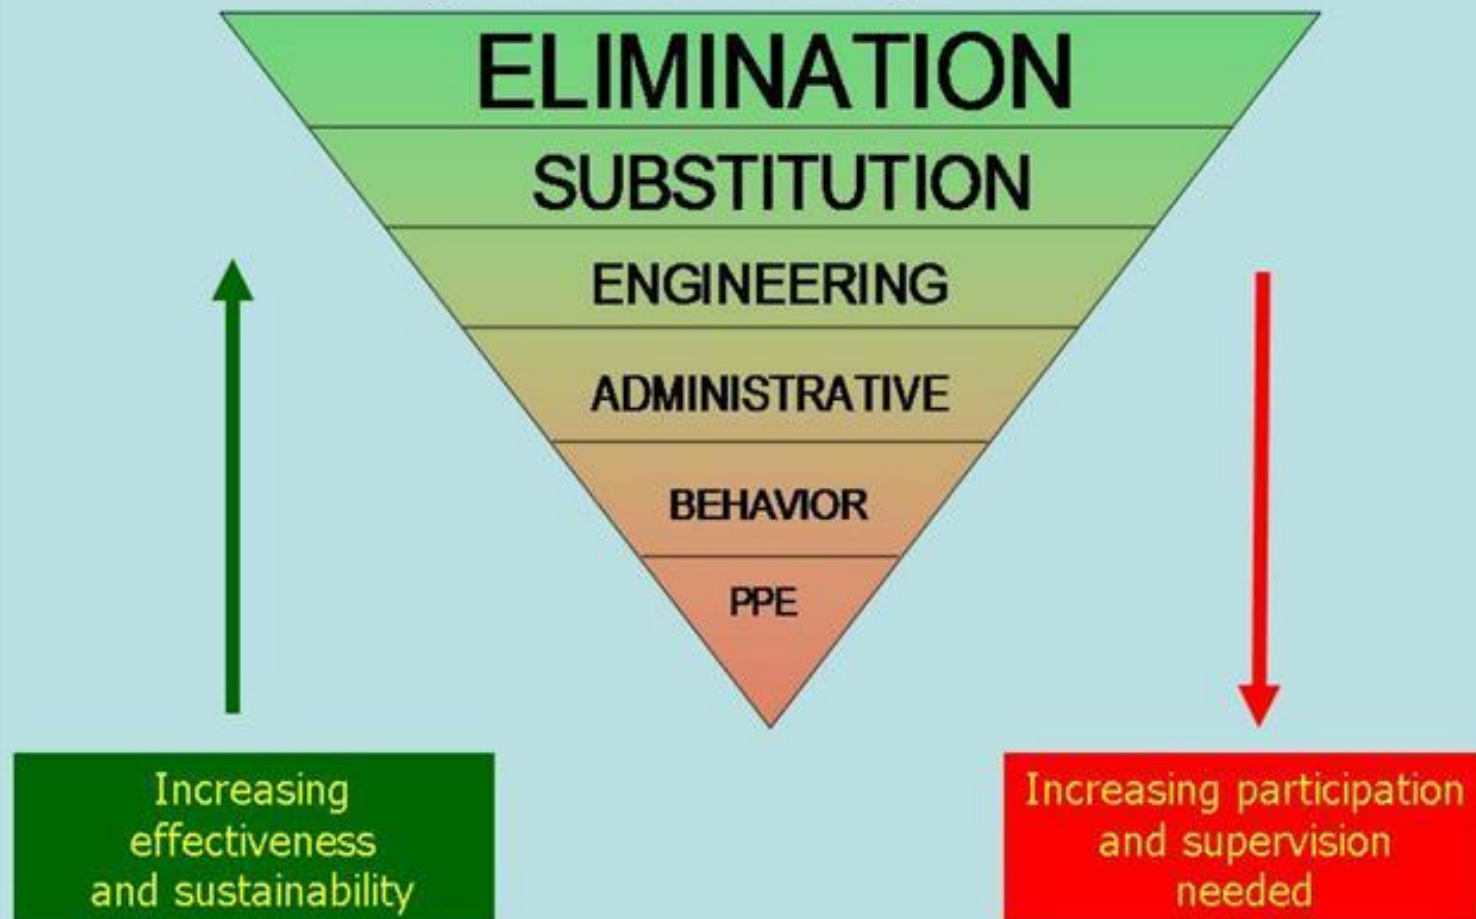 ELIMINATION
SUBSTITUTION
ENGINEERING
ADMINISTRATIVE
BEHAVIOR
PPE
Increasing
effectiveness
and sustainability
Increasing participation
and supervision
needed